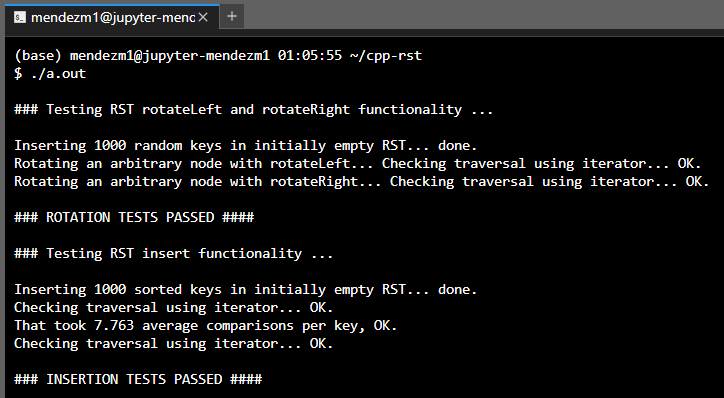 mendezm1@jupyter-menc
(base) mendezm1@jupyter-mendezm1 01:05:55 ~/cpp-rst
$ ./a.out
### Testing RST rotateLeft and rotateRight functionality ...
Inserting 1000 random keys in initially empty RST... done.
Rotating an arbitrary node with rotateLeft... Checking traversal using iterator... OK.
Rotating an arbitrary node with rotateRight... Checking traversal using iterator... OK.
### ROTATION TESTS PASSED ####
### Testing RST insert functionality ...
Inserting 1000 sorted keys in initially empty RST... done.
Checking traversal using iterator... OK.
That took 7.763 average comparisons per key, OK.
Checking traversal using iterator... OK.
### INSERTION TESTS PASSED ####